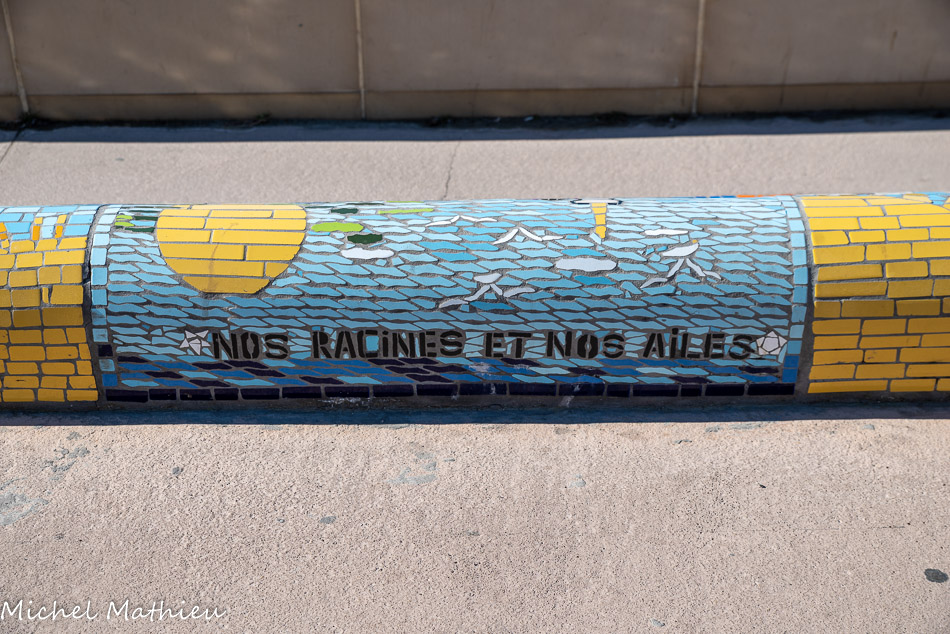 NOS RACiNES ET NOS AiLES
Michel Mathieu